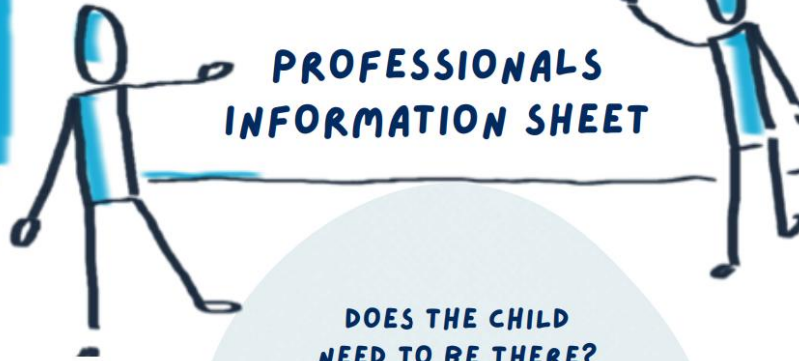 PROFESSIONALS
INFORMATION SHEET
DOES THE CHILD
NEED TO BE THERE?